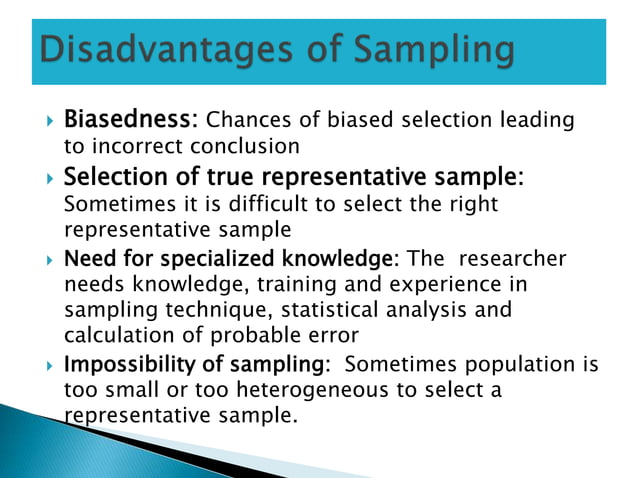 Disadvantages of Sampling
Biasedness: Chances of biased selection leading
to incorrect conclusion
Selection of true representative sample:
Sometimes it is difficult to select the right
representative sample
Need for specialized knowledge: The researcher
needs knowledge, training and experience in
sampling technique, statistical analysis and
calculation of probable error
Impossibility of sampling: Sometimes population is
too small or too heterogeneous to select a
representative sample.